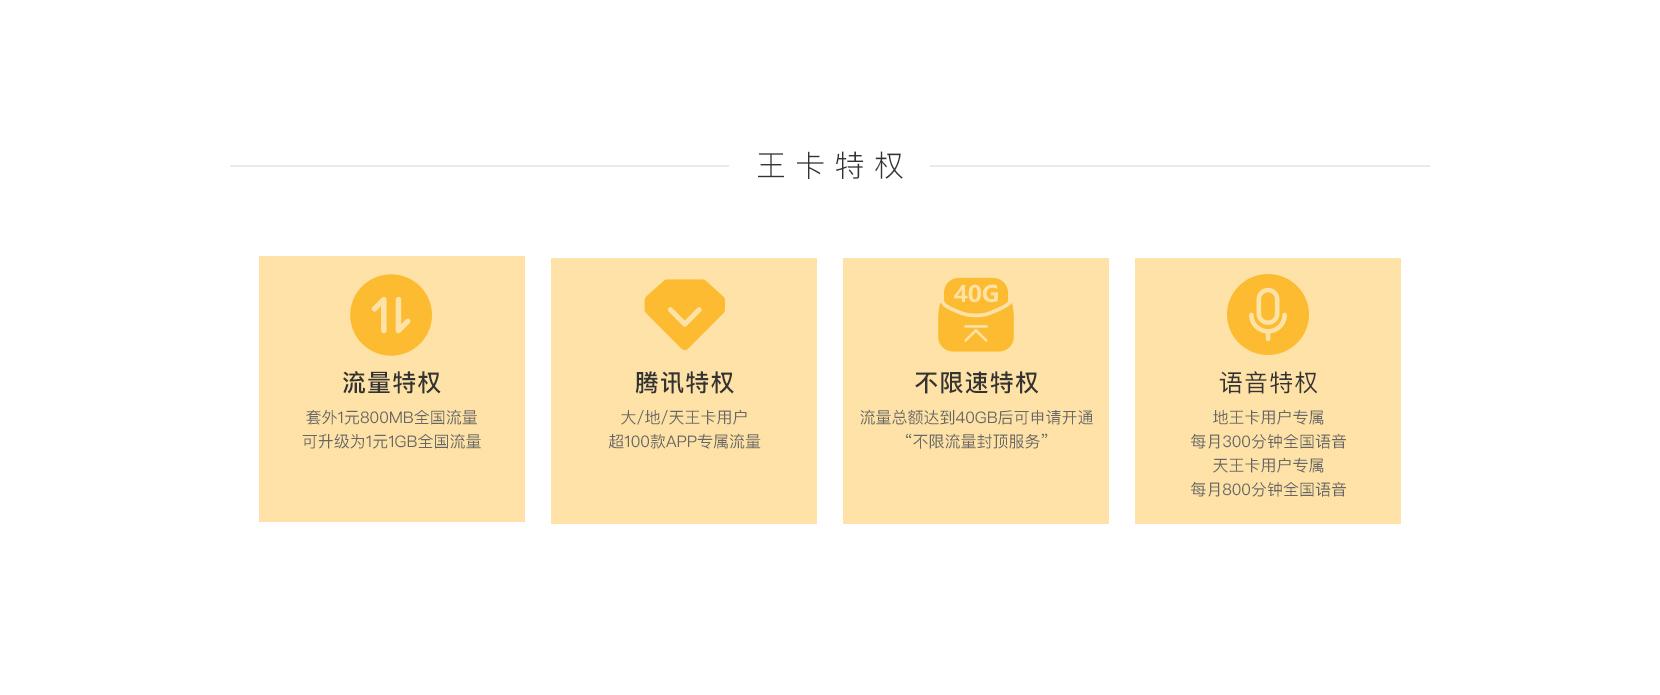 王卡特权
流量特权
套外1元800MB全国流量
可升级为1元1GB全国流量
腾讯特权
大/地/天王卡用户
超100款APP专属流量
40G
不限速特权
流量总额达到40GB后可申请开通
“不限流量封顶服务”
语音特权
地王卡用户专属
每月300分钟全国语音
天王卡用户专属
每月800分钟全国语音